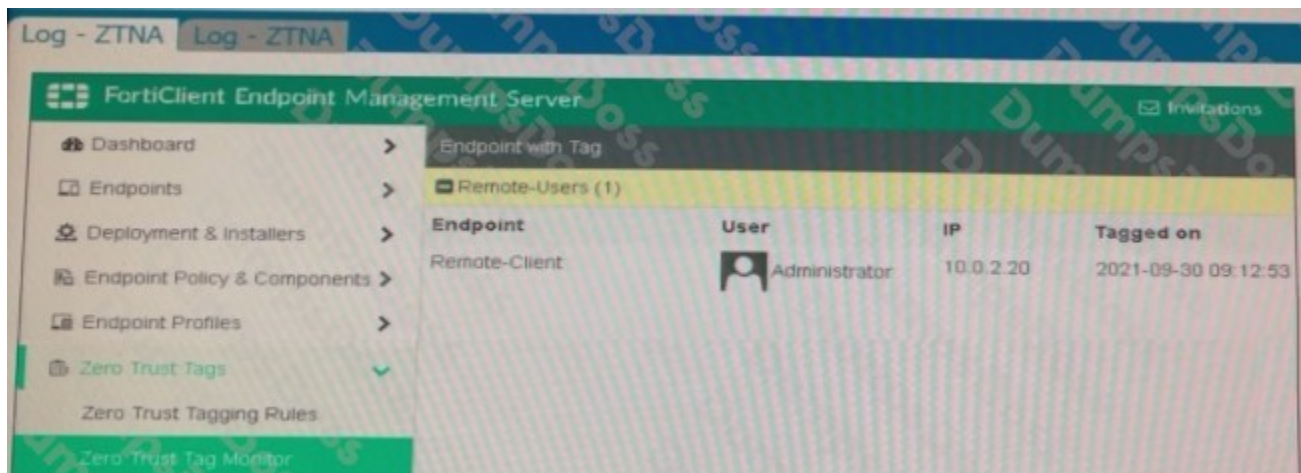 Log - ZTNA Log - ZTNA
FortiClient Endpoint Management Server Invitations
Dashboard
Endpoints
Deployment & Installers
Endpoint Policy & Components
Endpoint Profiles
Zero Trust Tags
Zero Trust Tagging Rules
Zero Trust Tag Monitor
Endpoint with Tag
Remote-Users (1)
Endpoint User IP Tagged on
Remote-Client Administrator 10.0.2.20 2021-09-30 09:12:53
DumpsDoss
DumpsDoss